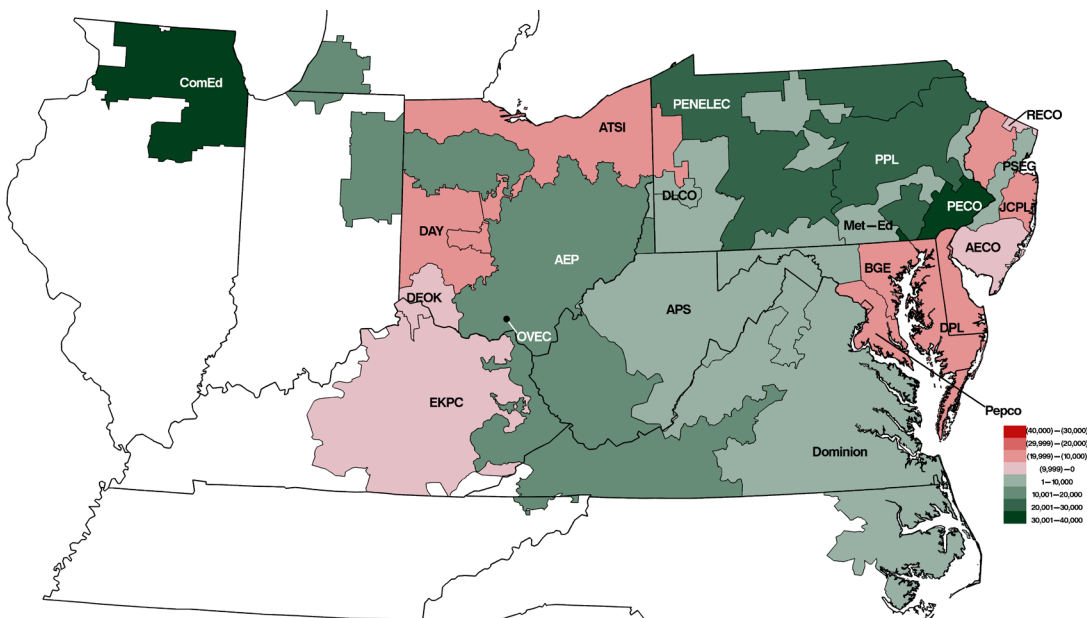 ComEd
PENELEC
RECO
ATSI
PPL
PSEG
DLCO
PECO
JCPL
Met—Ed
DAY
AECO
AEP
BGE
DEOK
APS
DPL
OVEC
EKPC
Pepco
Dominion
(40,000)—(30,000)
(29,999)—(20,000)
(19,999)—(10,000)
(9,999)—0
1—10,000
10,001—20,000
20,001—30,000
30,001—40,000